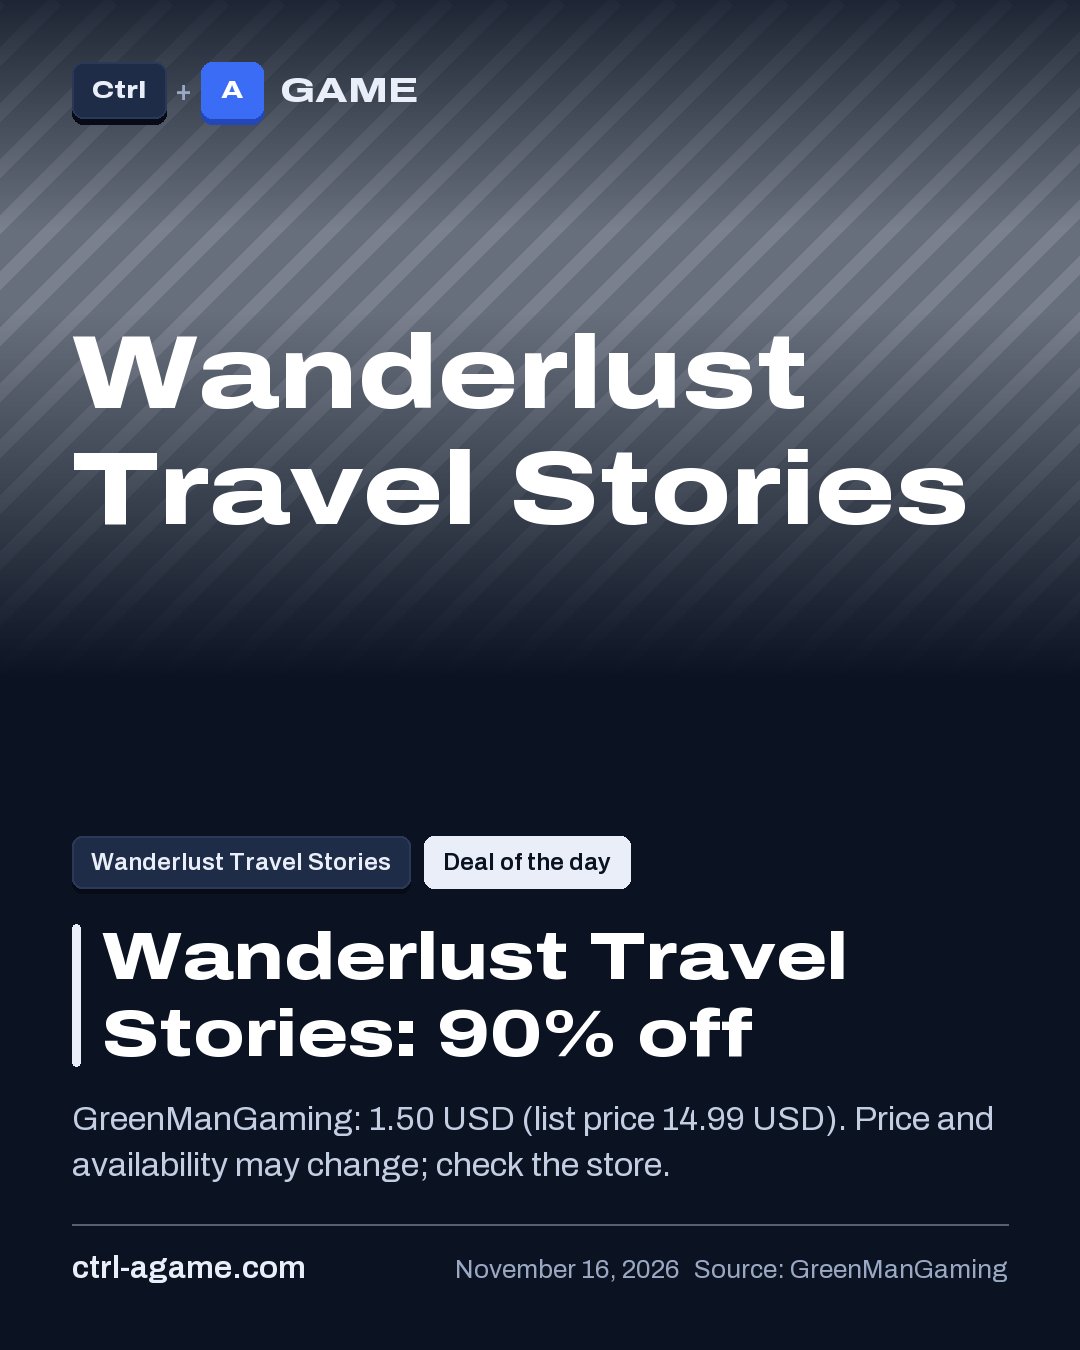 Ctrl + A GAME
Wanderlust
Travel Stories
Wanderlust Travel Stories Deal of the day
Wanderlust Travel
Stories: 90% off
GreenManGaming: 1.50 USD (list price 14.99 USD). Price and
availability may change; check the store.
ctrl-agame.com November 16, 2026 Source: GreenManGaming